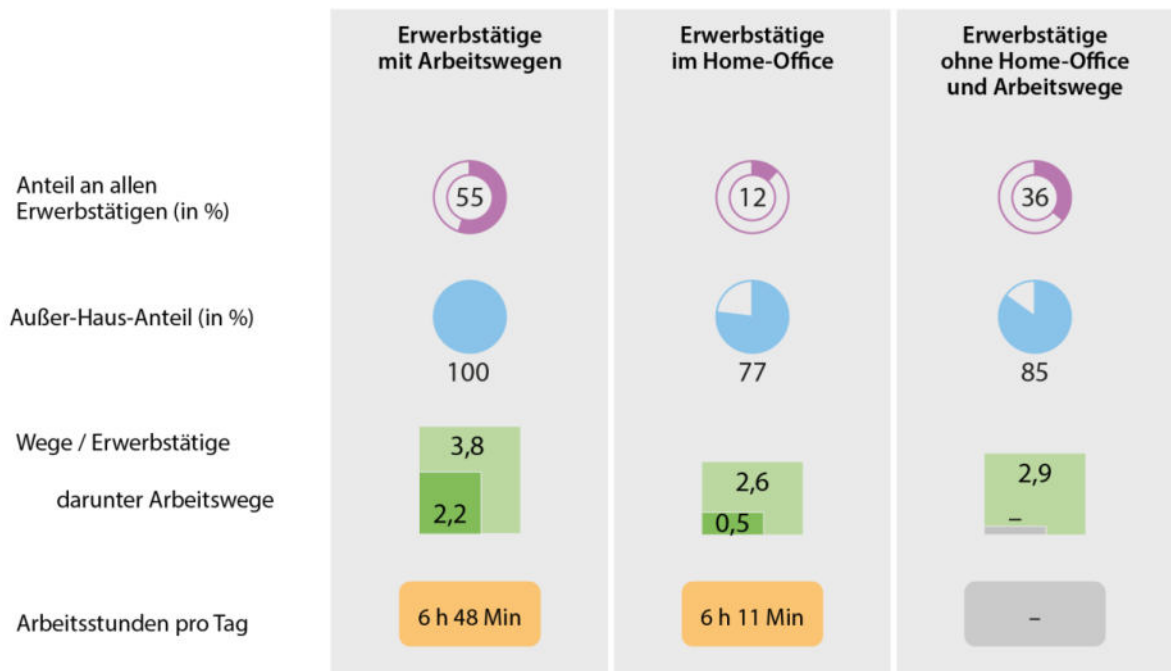 Erwerbstätige
mit Arbeitswegen
Erwerbstätige
im Home-Office
Erwerbstätige
ohne Home-Office
und Arbeitswege
Anteil an allen
Erwerbstätigen (in %)
55
12
36
Außer-Haus-Anteil (in %)
100
77
85
Wege / Erwerbstätige
3,8
2,6
2,9
darunter Arbeitswege
2,2
0,5
–
Arbeitsstunden pro Tag
6 h 48 Min
6 h 11 Min
–